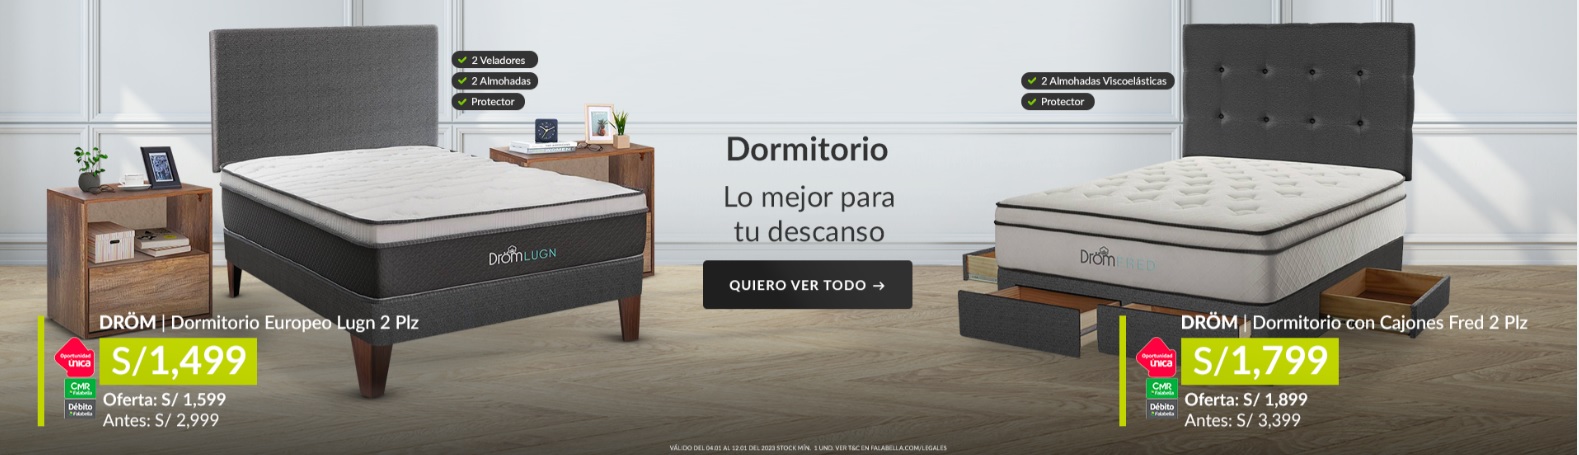 ✓ 2 Veladores
✓ 2 Almohadas
✓ Protector
DrömLUGN
DRÖM | Dormitorio Europeo Lugn 2 Plz
Oportunidad
única
S/1,499
CMR
Falabella
Débito
Falabella
Oferta: S/ 1,599
Antes: S/ 2,999
Dormitorio
Lo mejor para
tu descanso
QUIERO VER TODO →
✓ 2 Almohadas Viscoelásticas
✓ Protector
DrömFRED
DRÖM | Dormitorio con Cajones Fred 2 Plz
Oportunidad
única
S/1,799
CMR
Falabella
Débito
Falabella
Oferta: S/ 1,899
Antes: S/ 3,399
VÁLIDO DEL 04.01 AL 12.01 DEL 2023 STOCK MÍN. 1 UND. VER T&C EN FALABELLA.COM/LEGALES